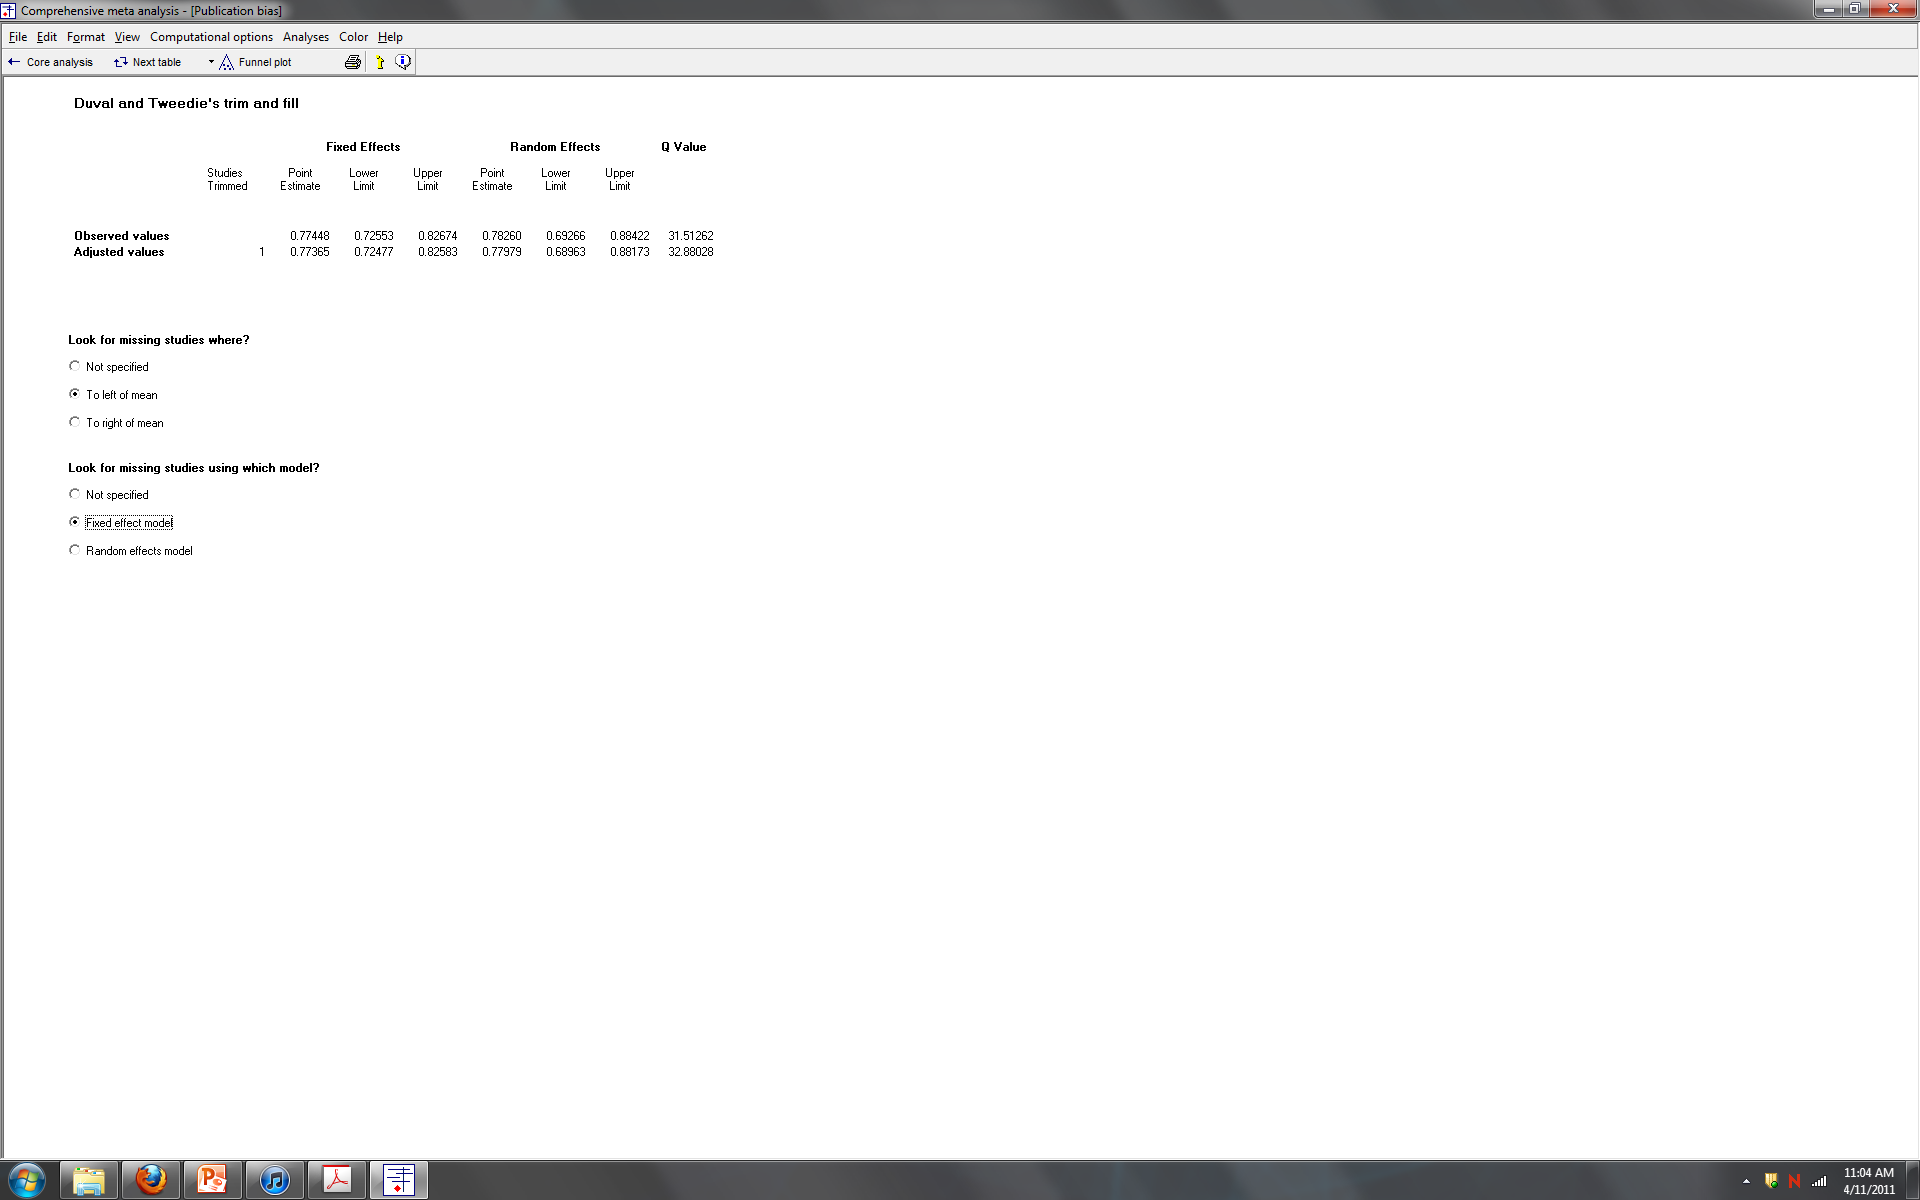 Comprehensive meta analysis - [Publication bias]
File Edit Format View Computational options Analyses Color Help
Core analysis Next table Funnel plot
Duval and Tweedie's trim and fill
Fixed Effects Random Effects Q Value
Studies Point Lower Upper Point Lower Upper
Trimmed Estimate Limit Limit Estimate Limit Limit
Observed values 0.77448 0.72553 0.82674 0.78260 0.69266 0.88422 31.51262
Adjusted values 1 0.77365 0.72477 0.82583 0.77979 0.68963 0.88173 32.88028
Look for missing studies where?
Not specified
To left of mean
To right of mean
Look for missing studies using which model?
Not specified
Fixed effect model
Random effects model
11:04 AM
4/11/2011